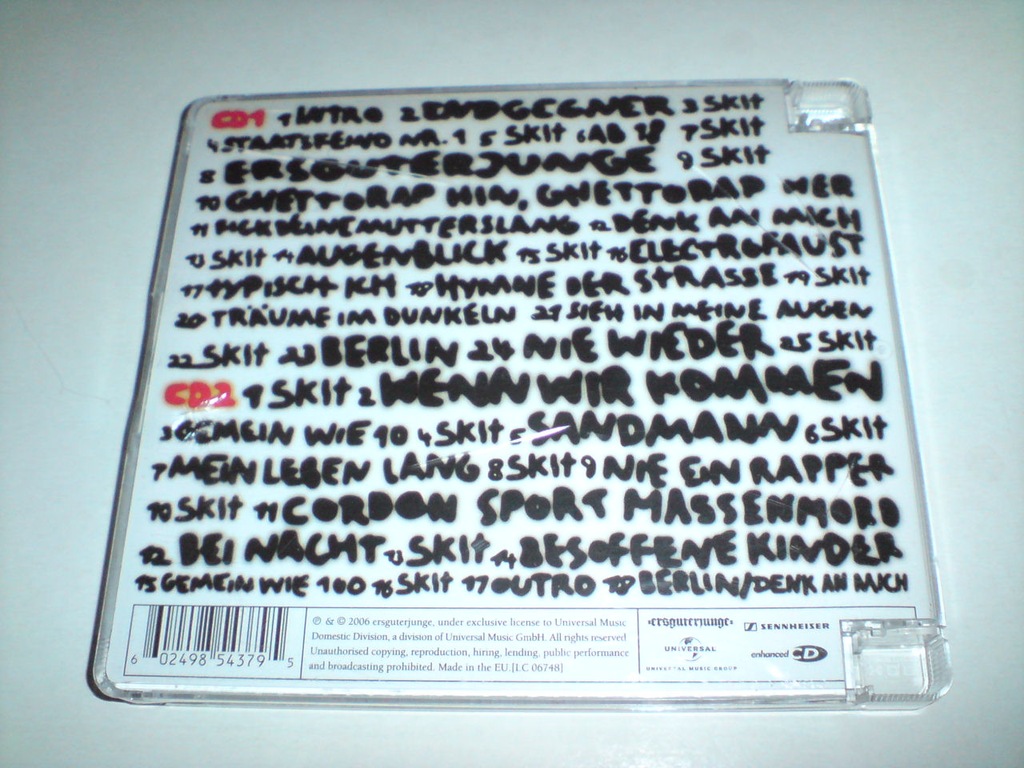 CD1 1 INTRO 2 ENDGEGNER 3 SKIT
4 STAATSFEIND NR. 1 5 SKIT 6 AB 18 7 SKIT
8 ERSGUTERJUNGE 9 SKIT
10 GHETTORAP HIN, GHETTORAP HER
11 FICKDEINEMUTTERSLANG 12 DENK AN MICH
13 SKIT 14 AUGENBLICK 15 SKIT 16 ELECTROFAUST
17 TYPISCH ICH 18 HYMNE DER STRASSE 19 SKIT
20 TRÄUME IM DUNKELN 21 SIEH IN MEINE AUGEN
22 SKIT 23 BERLIN 24 NIE WIEDER 25 SKIT
CD2 1 SKIT 2 WENN WIR KOMMEN
3 GEMEIN WIE 10 4 SKIT 5 SANDMANN 6 SKIT
7 MEIN LEBEN LANG 8 SKIT 9 NIE EIN RAPPER
10 SKIT 11 CORDON SPORT MASSENMORD
12 BEI NACHT 13 SKIT 14 BESOFFENE KINDER
15 GEMEIN WIE 100 16 SKIT 17 OUTRO 18 BERLIN/DENK AN MICH
6 02498 54379 5
℗ & © 2006 ersguterjunge, under exclusive license to Universal Music
Domestic Division, a division of Universal Music GmbH. All rights reserved
Unauthorised copying, reproduction, hiring, lending, public performance
and broadcasting prohibited. Made in the EU. [LC 06748]
ersguterjunge
SENNHEISER
UNIVERSAL
UNIVERSAL MUSIC GROUP
enhanced CD